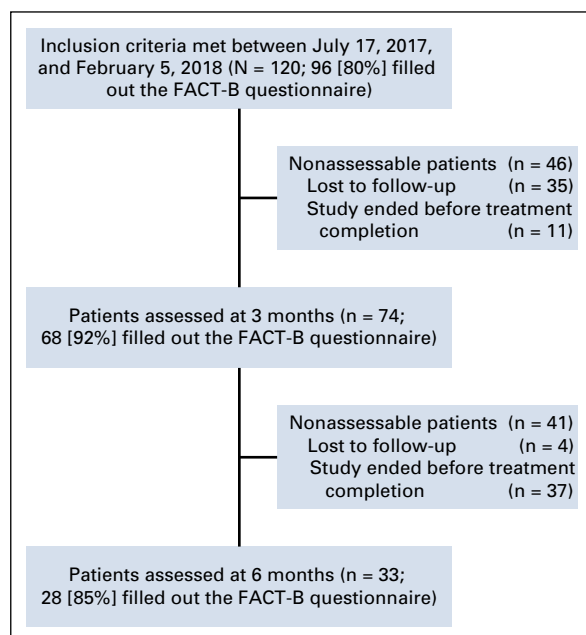 Inclusion criteria met between July 17, 2017,
and February 5, 2018 (N = 120; 96 [80%] filled
out the FACT-B questionnaire)
Nonassessable patients (n = 46)
Lost to follow-up (n = 35)
Study ended before treatment
completion (n = 11)
Patients assessed at 3 months (n = 74;
68 [92%] filled out the FACT-B questionnaire)
Nonassessable patients (n = 41)
Lost to follow-up (n = 4)
Study ended before treatment
completion (n = 37)
Patients assessed at 6 months (n = 33;
28 [85%] filled out the FACT-B questionnaire)